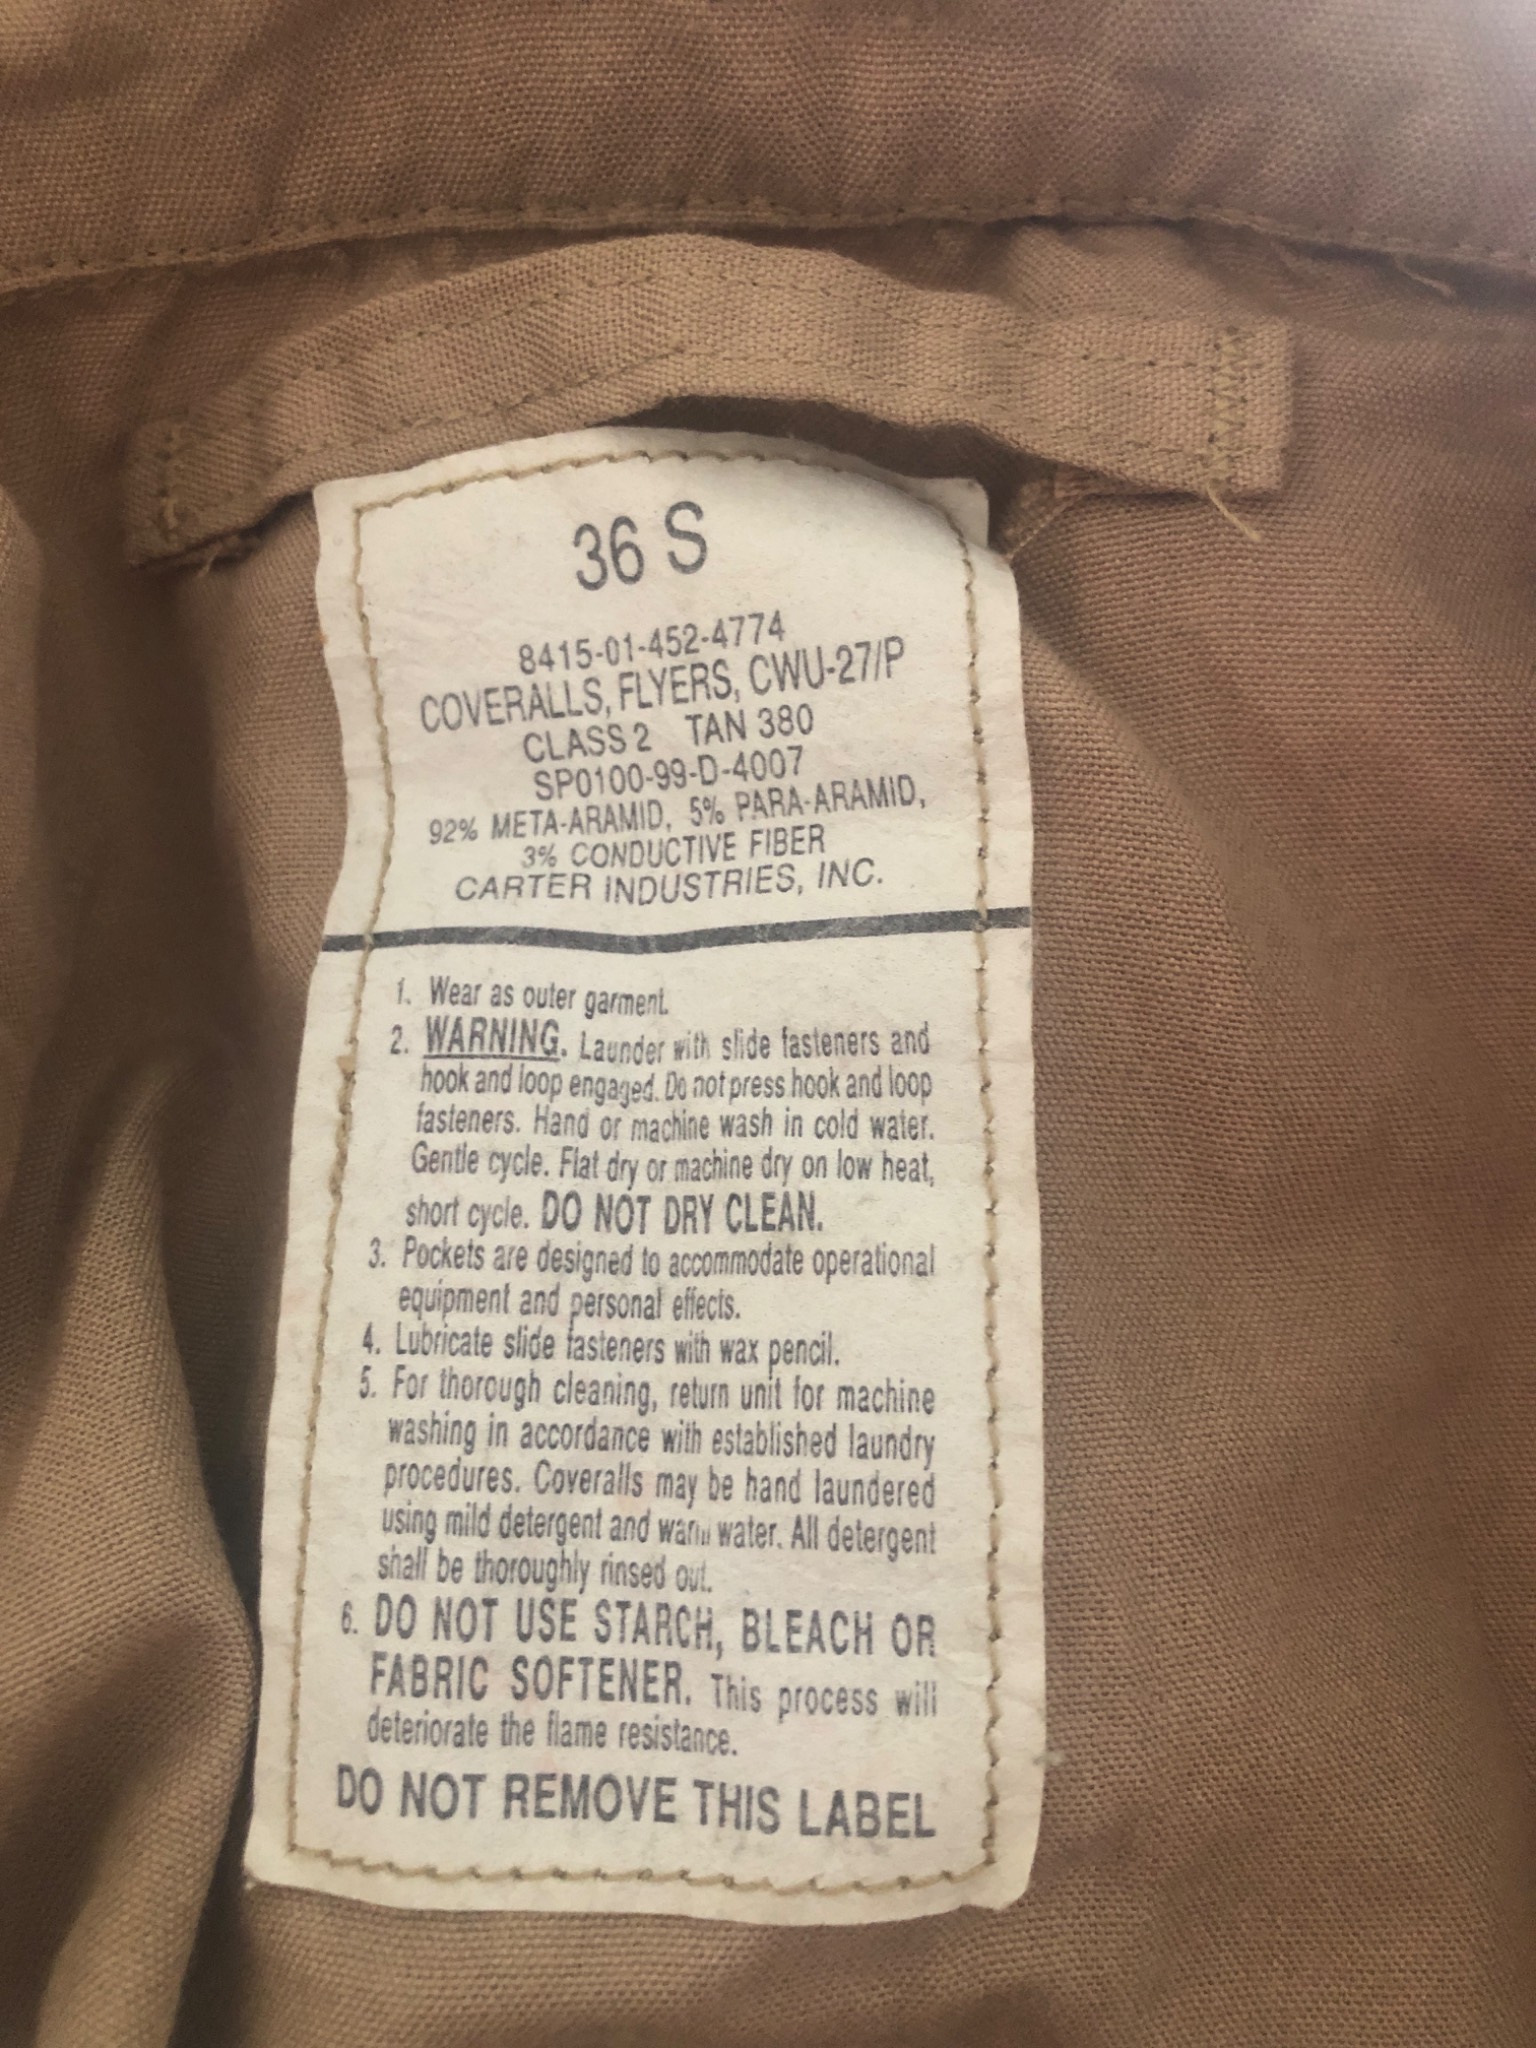 36 S
8415-01-452-4774
COVERALLS, FLYERS, CWU-27/P
CLASS 2 TAN 380
SP0100-99-D-4007
92% META-ARAMID, 5% PARA-ARAMID,
3% CONDUCTIVE FIBER
CARTER INDUSTRIES, INC.
1. Wear as outer garment.
2. WARNING. Launder with slide fasteners and
hook and loop engaged. Do not press hook and loop
fasteners. Hand or machine wash in cold water.
Gentle cycle. Flat dry or machine dry on low heat,
short cycle. DO NOT DRY CLEAN.
3. Pockets are designed to accommodate operational
equipment and personal effects.
4. Lubricate slide fasteners with wax pencil.
5. For thorough cleaning, return unit for machine
washing in accordance with established laundry
procedures. Coveralls may be hand laundered
using mild detergent and warm water. All detergent
shall be thoroughly rinsed out.
6. DO NOT USE STARCH, BLEACH OR
FABRIC SOFTENER. This process will
deteriorate the flame resistance.
DO NOT REMOVE THIS LABEL